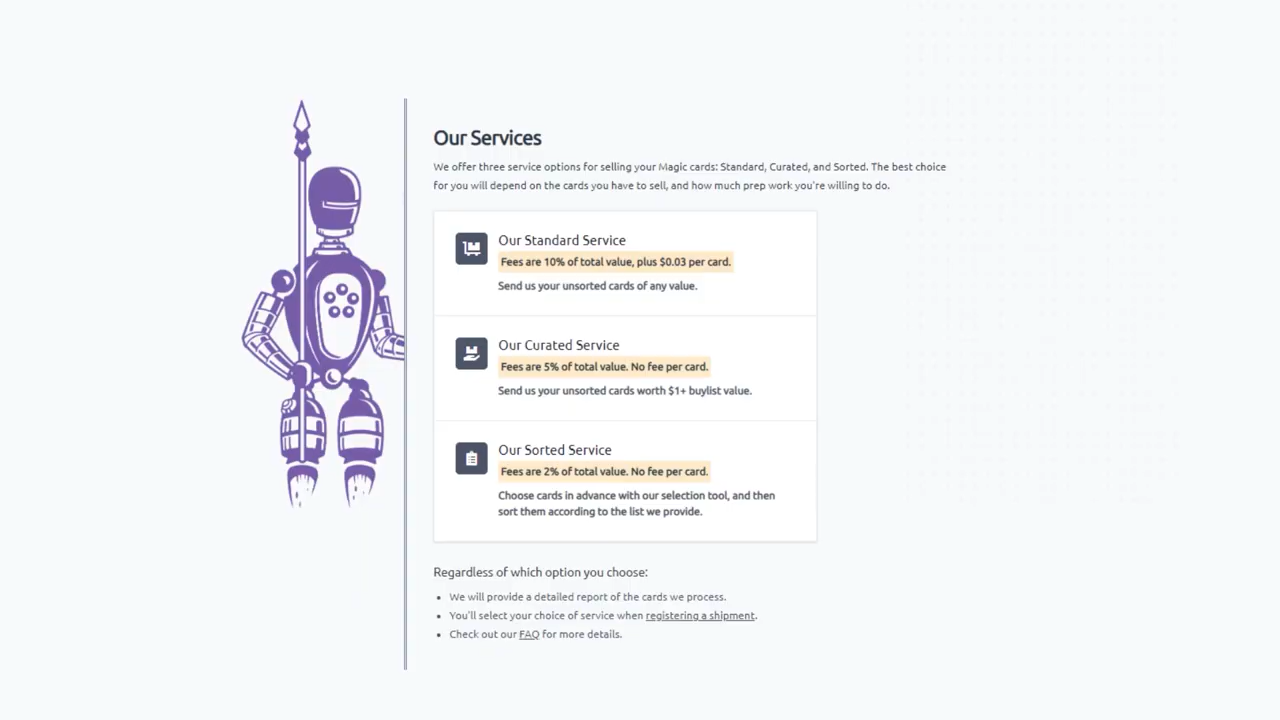 Our Services
We offer three service options for selling your Magic cards: Standard, Curated, and Sorted. The best choice
for you will depend on the cards you have to sell, and how much prep work you're willing to do.
Our Standard Service
Fees are 10% of total value, plus $0.03 per card.
Send us your unsorted cards of any value.
Our Curated Service
Fees are 5% of total value. No fee per card.
Send us your unsorted cards worth $1+ buylist value.
Our Sorted Service
Fees are 2% of total value. No fee per card.
Choose cards in advance with our selection tool, and then
sort them according to the list we provide.
Regardless of which option you choose:
• We will provide a detailed report of the cards we process.
• You'll select your choice of service when registering a shipment.
• Check out our FAQ for more details.